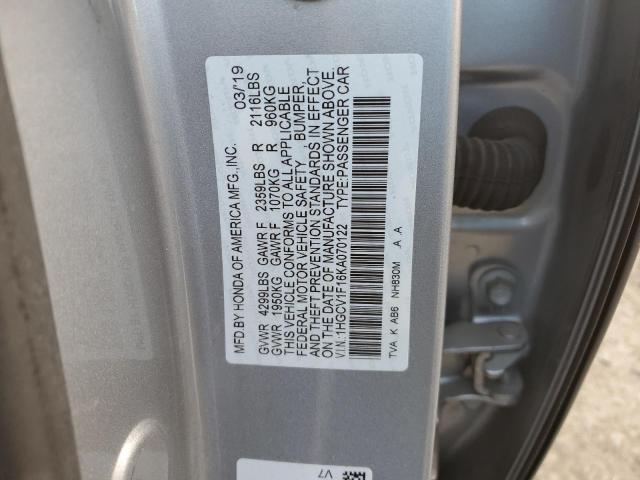 MFD.BY HONDA OF AMERICA MFG.,INC. 03/'19
GVWR 4299LBS GAWR F 2359LBS R 2116LBS
GVWR 1950KG GAWR F 1070KG R 960KG
THIS VEHICLE CONFORMS TO ALL APPLICABLE
FEDERAL MOTOR VEHICLE SAFETY, BUMPER,
AND THEFT PREVENTION STANDARDS IN EFFECT
ON THE DATE OF MANUFACTURE SHOWN ABOVE.
V.I.N.:1HGCV1F16KA070122 TYPE:PASSENGER CAR
TVA K AB6 NH830M A A
V7